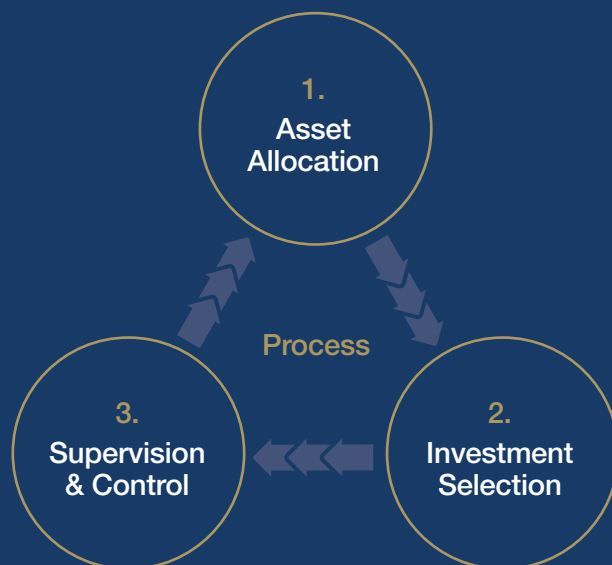 1.
Asset
Allocation
Process
3.
Supervision
& Control
2.
Investment
Selection